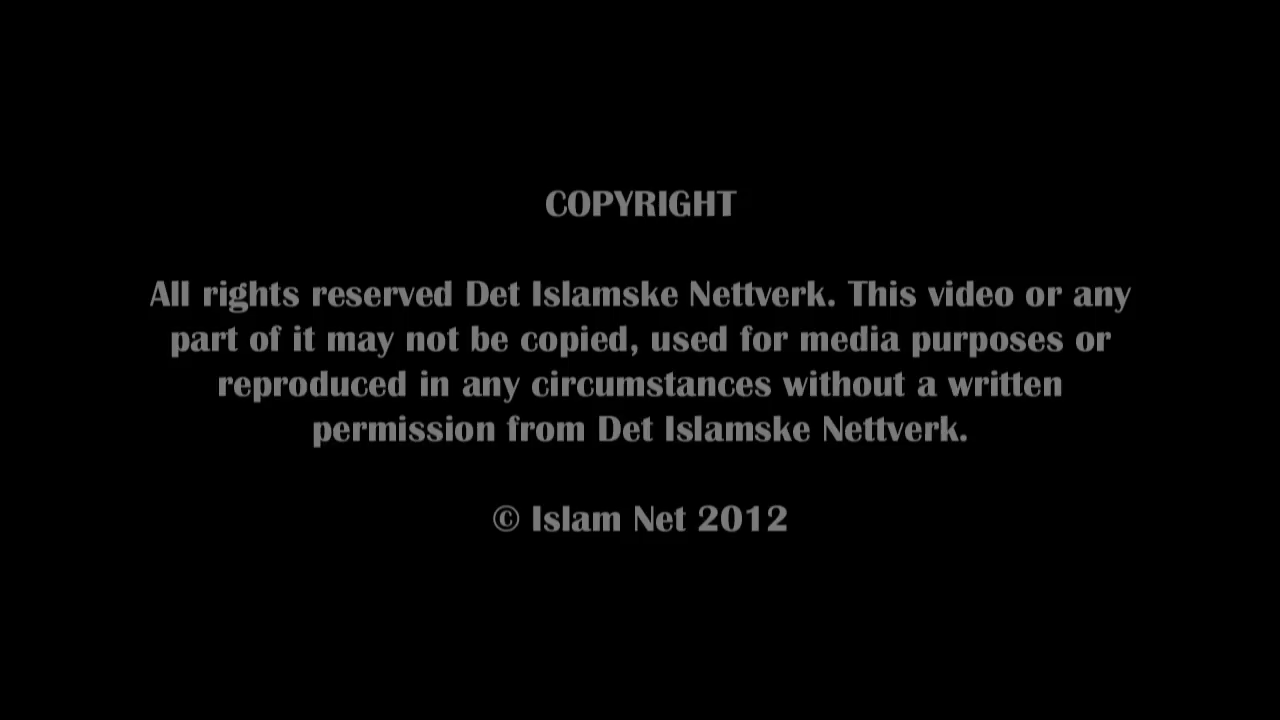 COPYRIGHT
All rights reserved Det Islamske Nettverk. This video or any
part of it may not be copied, used for media purposes or
reproduced in any circumstances without a written
permission from Det Islamske Nettverk.
© Islam Net 2012